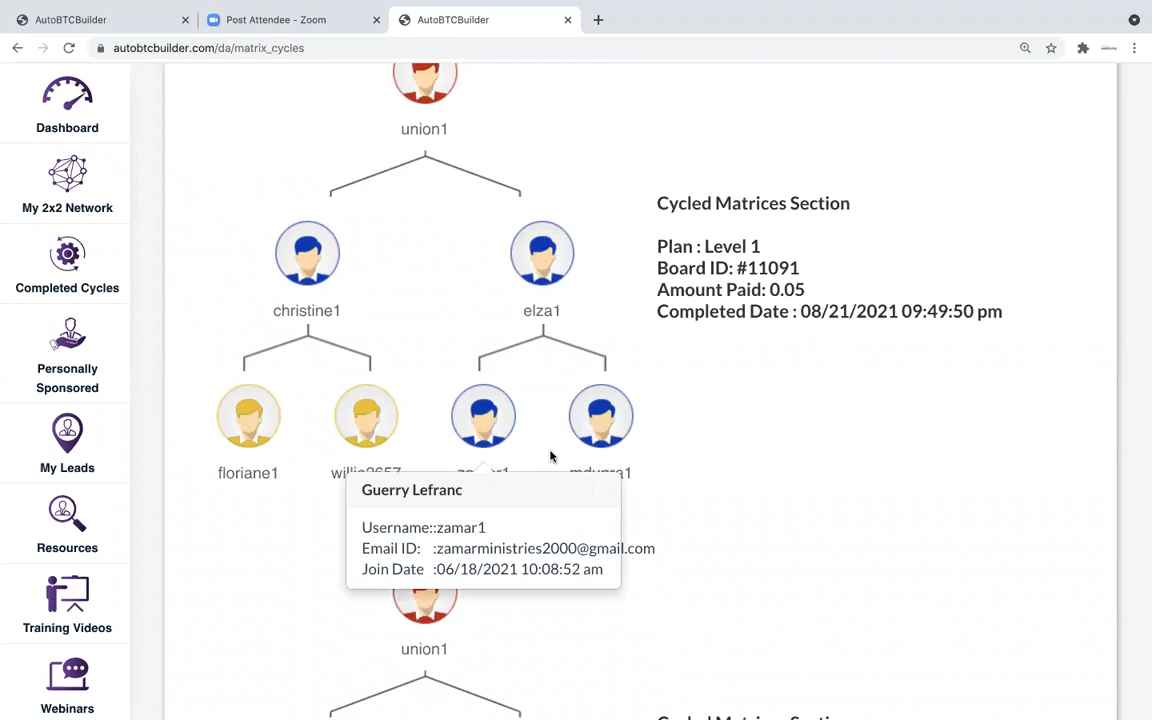 AutoBTCBuilder
Post Attendee - Zoom
AutoBTCBuilder
autobtcbuilder.com/da/matrix_cycles
Dashboard
My 2x2 Network
Completed Cycles
Personally
Sponsored
My Leads
Resources
Training Videos
Webinars
union1
christine1
elza1
floriane1
Cycled Matrices Section
Plan : Level 1
Board ID: #11091
Amount Paid: 0.05
Completed Date : 08/21/2021 09:49:50 pm
Guerry Lefranc
Username::zamar1
Email ID: :zamarministries2000@gmail.com
Join Date :06/18/2021 10:08:52 am
union1
Cycled Matrices Section